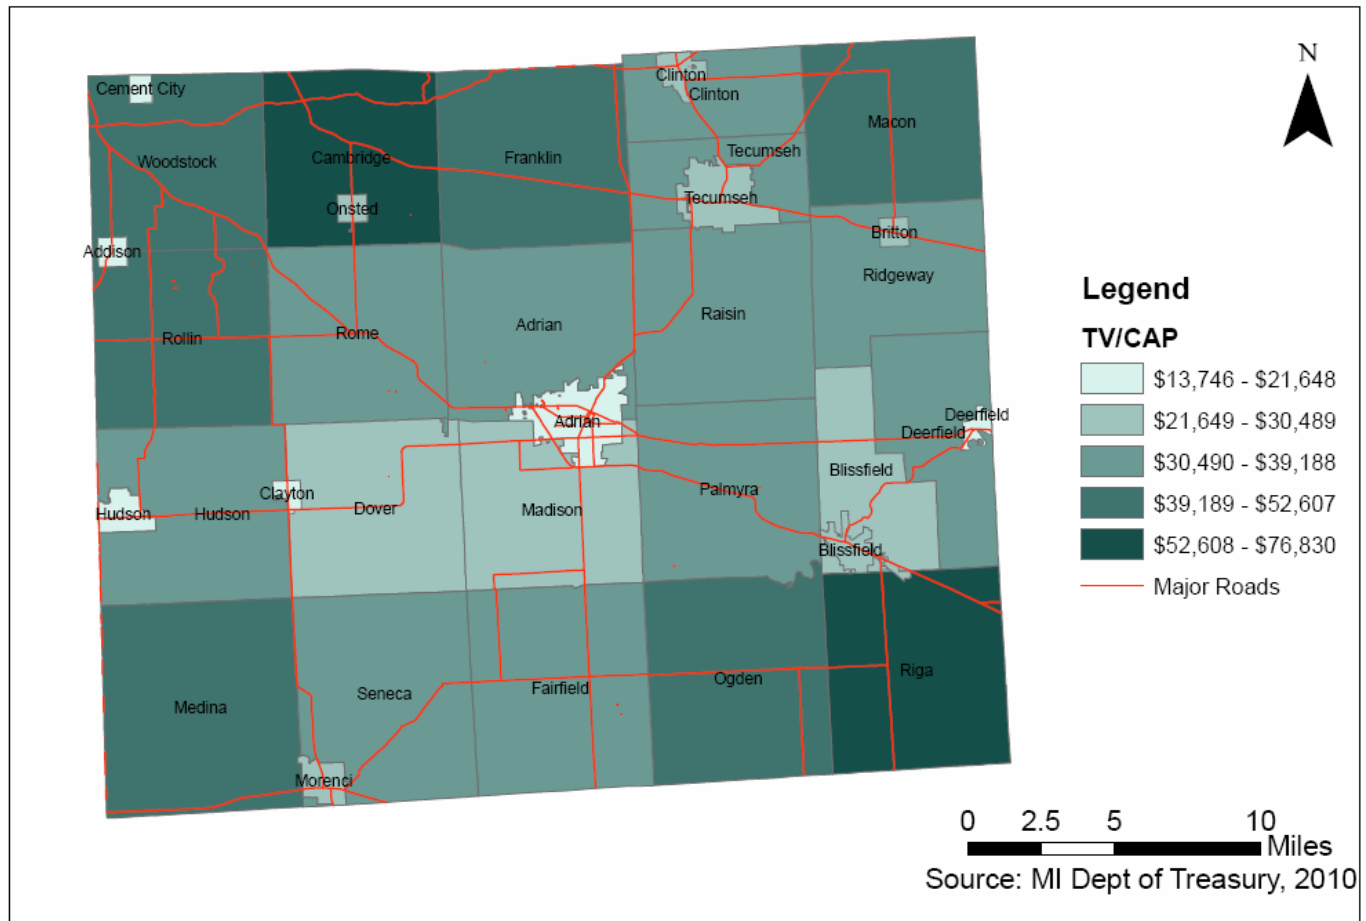 N
Cement City
Clinton
Clinton
Macon
Woodstock
Cambridge
Franklin
Tecumseh
Tecumseh
Onsted
Britton
Addison
Ridgeway
Raisin
Adrian
Rome
Rollin
Adrian
Deerfield
Deerfield
Blissfield
Clayton
Palmyra
Hudson
Hudson
Dover
Madison
Blissfield
Riga
Ogden
Fairfield
Seneca
Medina
Morenci
Legend
TV/CAP
$13,746 - $21,648
$21,649 - $30,489
$30,490 - $39,188
$39,189 - $52,607
$52,608 - $76,830
Major Roads
0 2.5 5 10
Miles
Source: MI Dept of Treasury, 2010